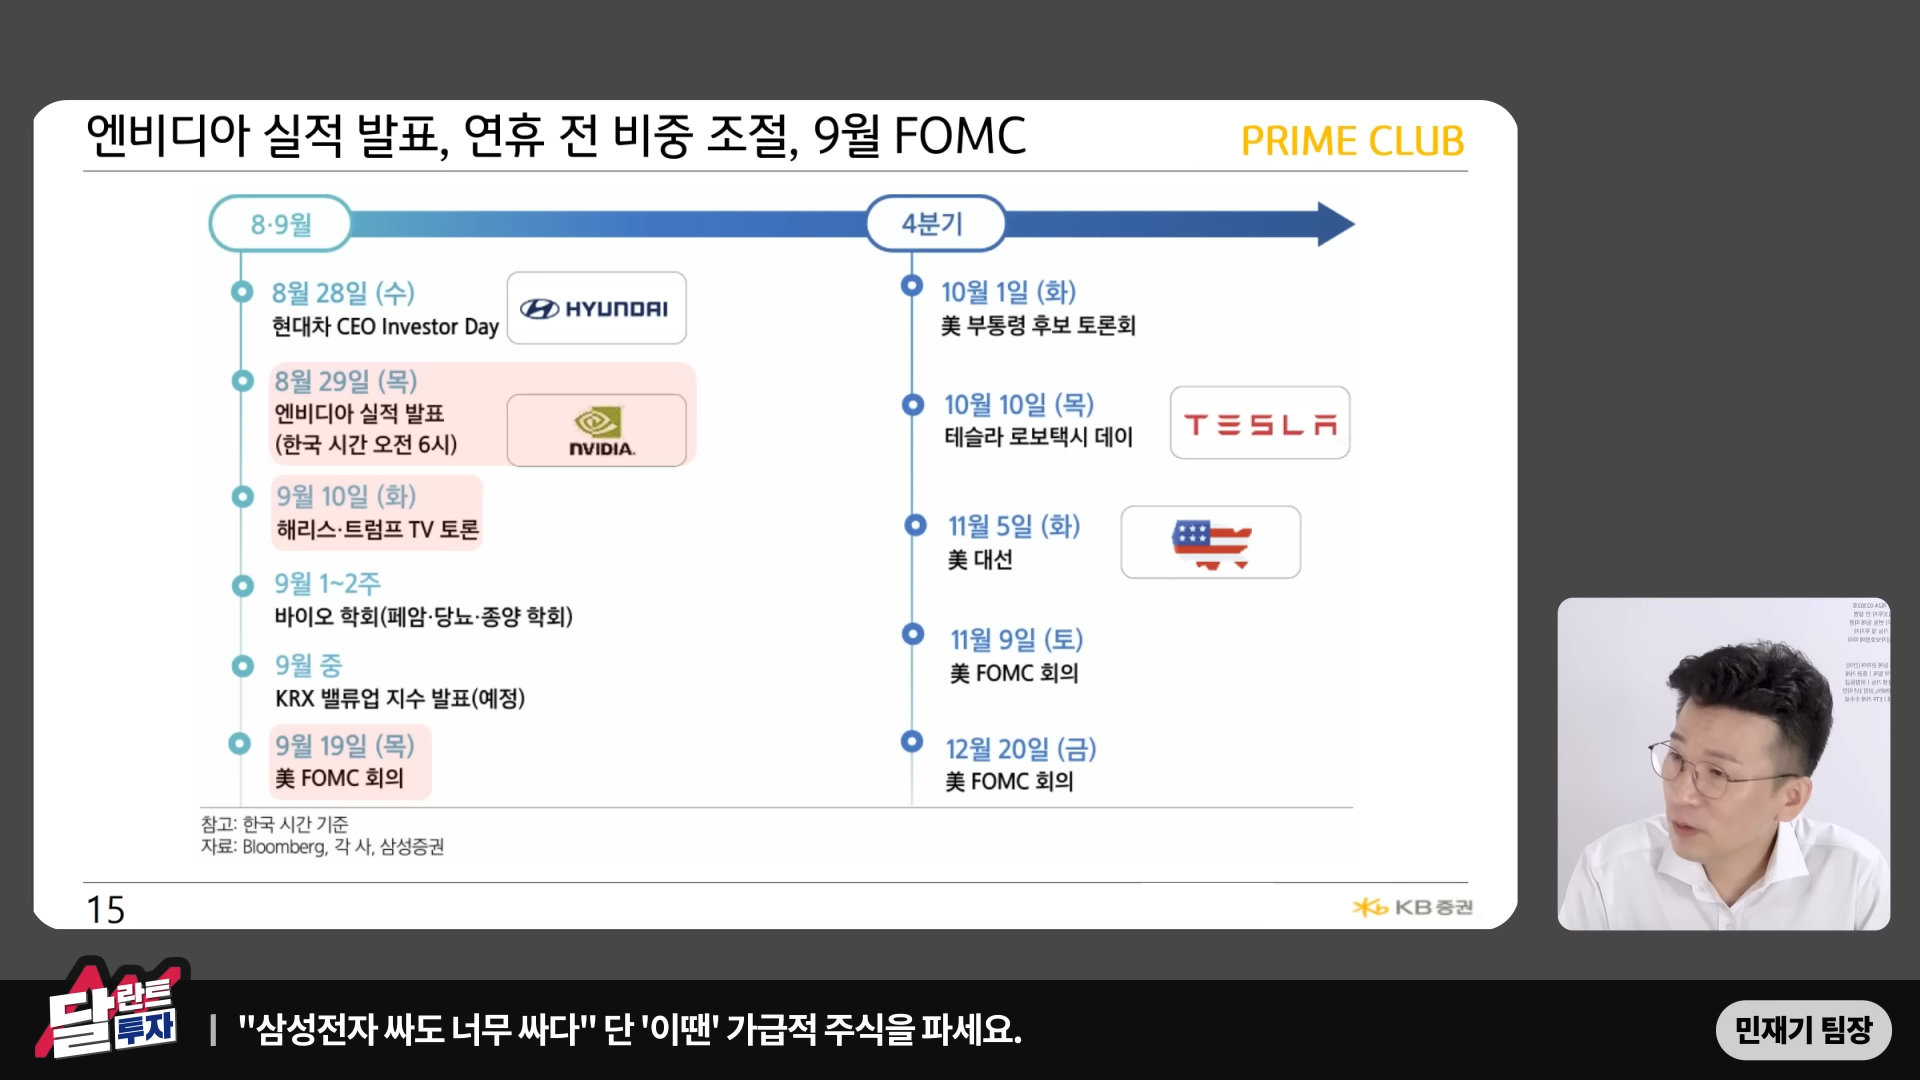 엔비디아 실적 발표, 연휴 전 비중 조절, 9월 FOMC
PRIME CLUB
8·9월
4분기
8월 28일 (수)
현대차 CEO Investor Day
HYUNDAI
8월 29일 (목)
엔비디아 실적 발표
(한국 시간 오전 6시)
NVIDIA.
9월 10일 (화)
해리스·트럼프 TV 토론
9월 1~2주
바이오 학회(폐암·당뇨·종양 학회)
9월 중
KRX 밸류업 지수 발표(예정)
9월 19일 (목)
美 FOMC 회의
10월 1일 (화)
美 부통령 후보 토론회
10월 10일 (목)
테슬라 로보택시 데이
TESLA
11월 5일 (화)
美 대선
11월 9일 (토)
美 FOMC 회의
12월 20일 (금)
美 FOMC 회의
참고: 한국 시간 기준
자료: Bloomberg, 각 사, 삼성증권
15
KB증권
달란트투자
"삼성전자 싸도 너무 싸다" 단 '이땐' 가급적 주식을 파세요.
민재기 팀장